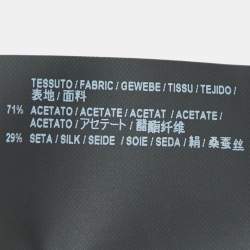 TESSUTO / FABRIC / GEWEBE / TISSU / TEJIDO /
表地 / 面料
71% ACETATO / ACETATE / ACETAT / ACETATE /
ACETATO / アセテート / 醋酯纤维
29% SETA / SILK / SEIDE / SOIE / SEDA / 絹 / 桑蚕丝